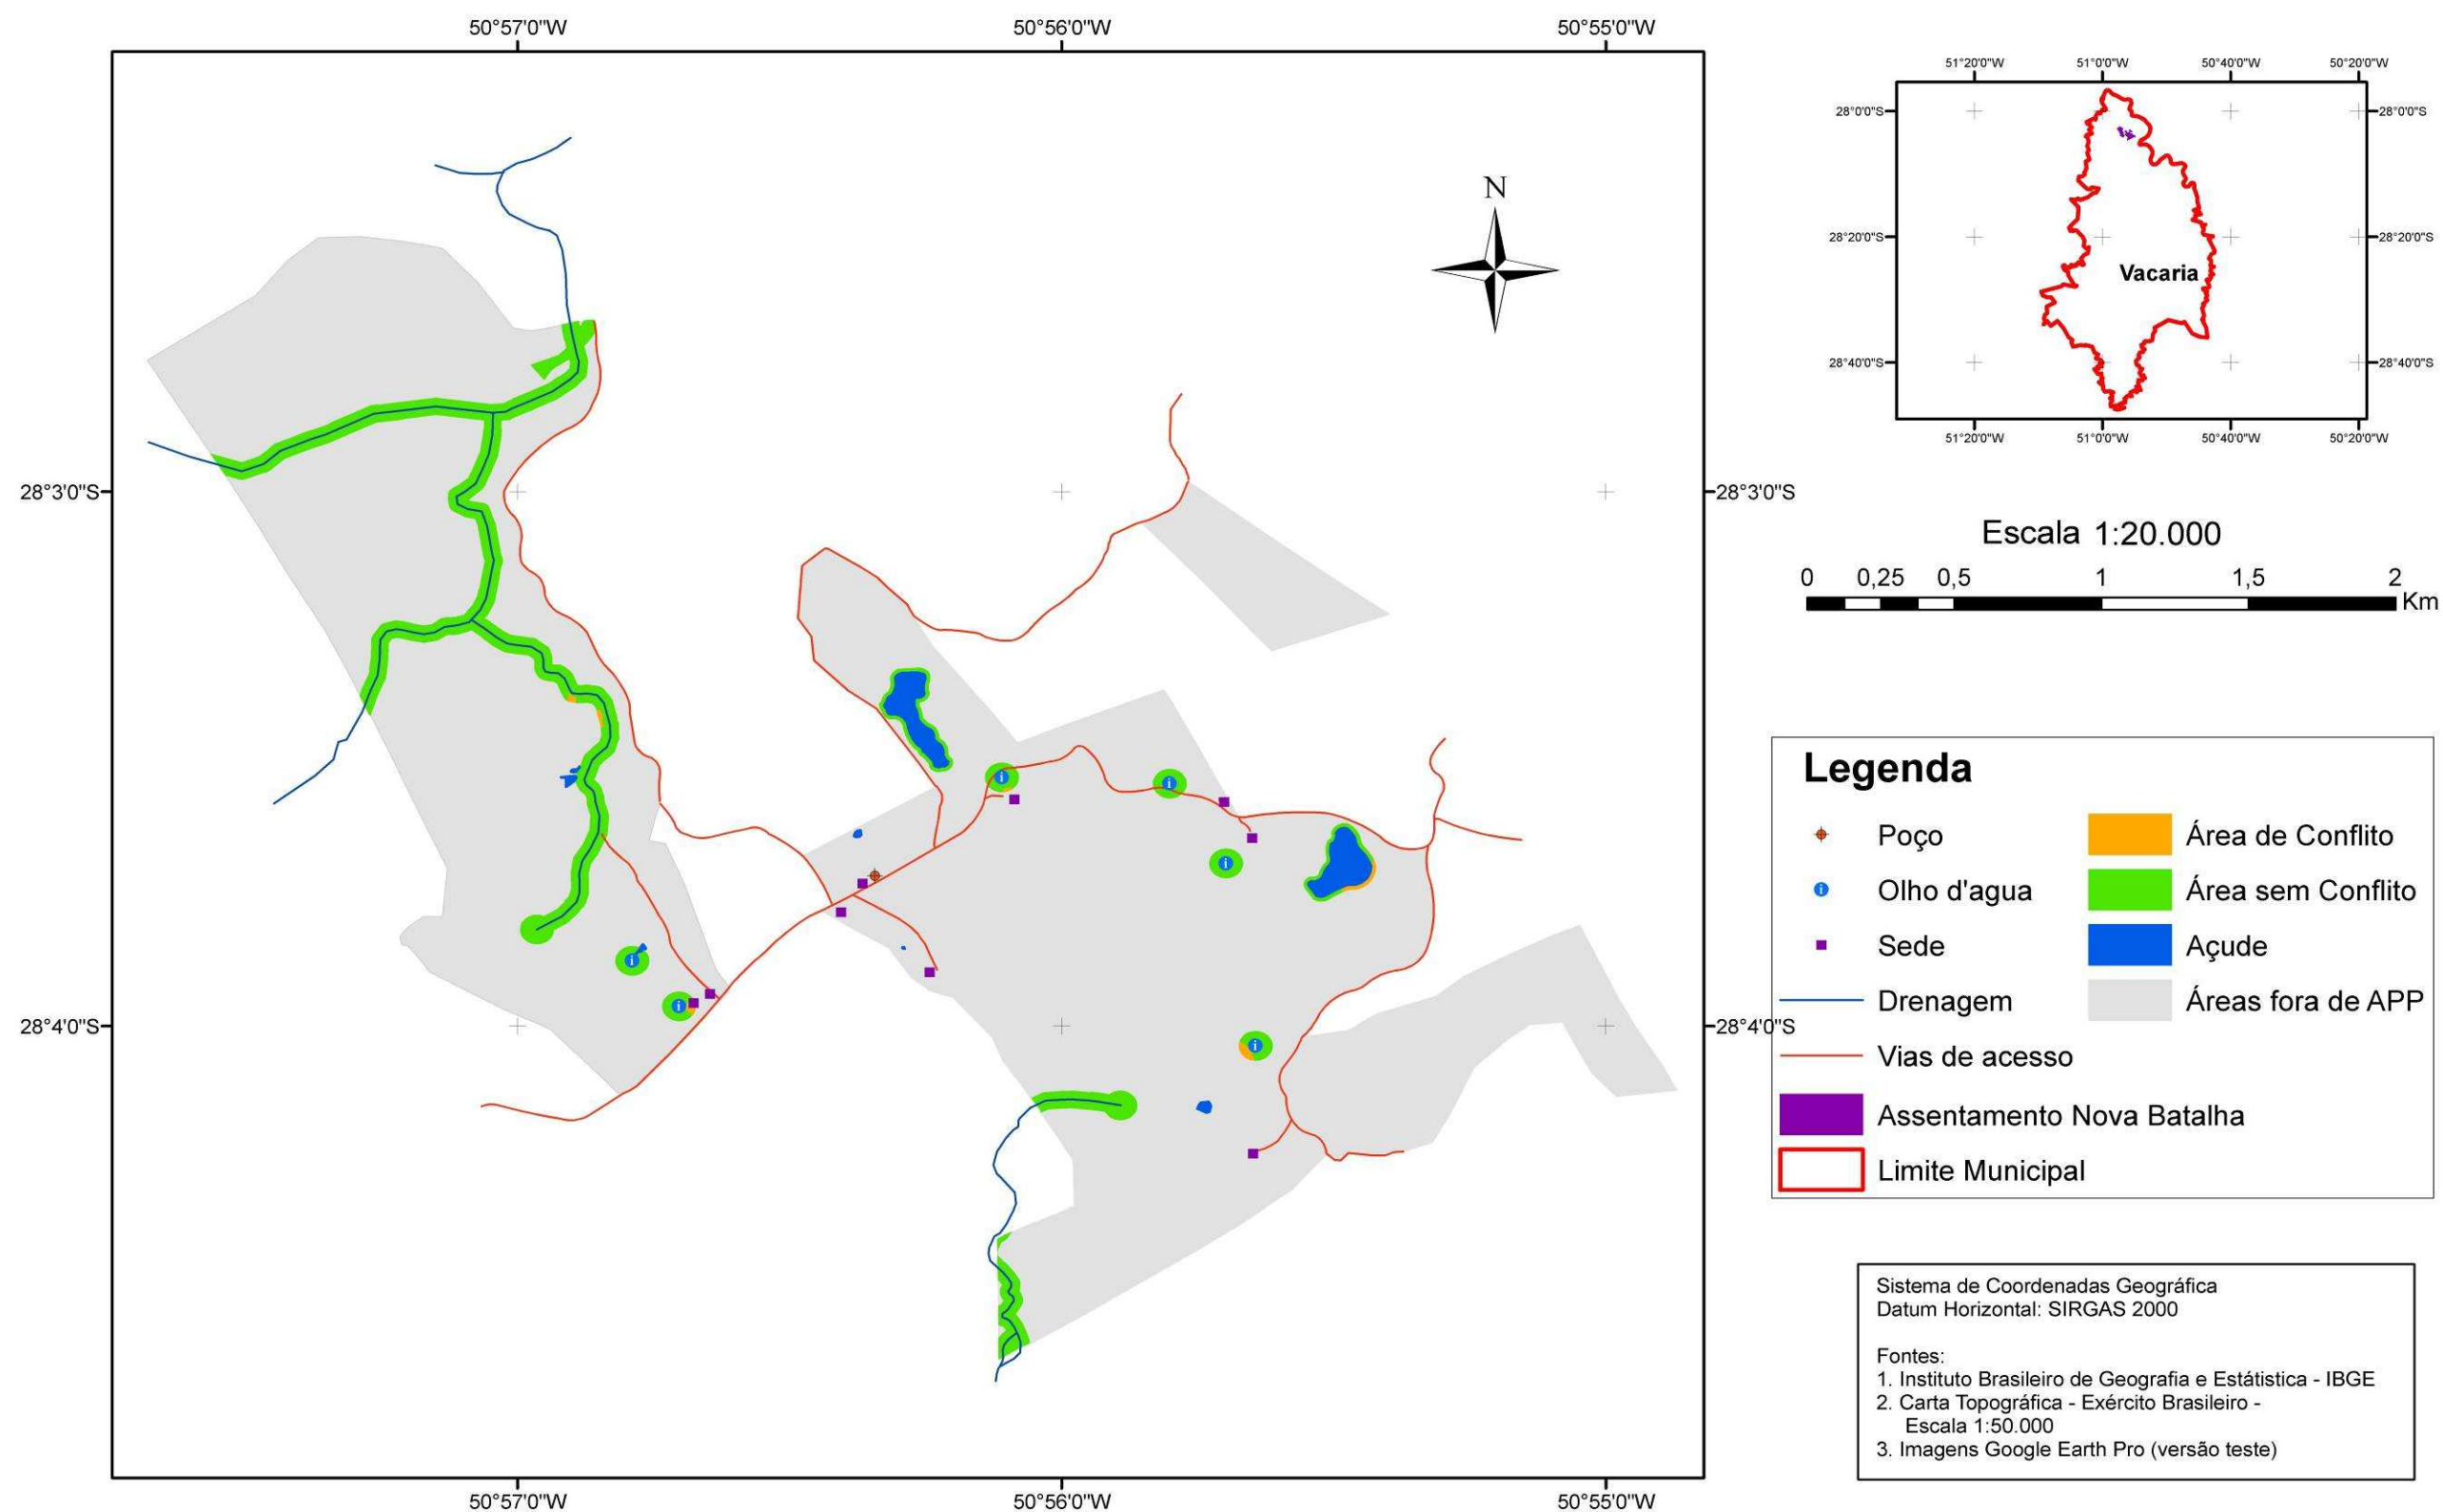 50°57'0"W 50°56'0"W 50°55'0"W
28°3'0"S 28°3'0"S
28°4'0"S 28°4'0"S
50°57'0"W 50°56'0"W 50°55'0"W
N
51°20'0"W 51°0'0"W 50°40'0"W 50°20'0"W
28°0'0"S 28°0'0"S
28°20'0"S 28°20'0"S
Vacaria
28°40'0"S 28°40'0"S
51°20'0"W 51°0'0"W 50°40'0"W 50°20'0"W
Escala 1:20.000
0 0,25 0,5 1 1,5 2
Km
Legenda
Poço
Olho d'agua
Sede
Drenagem
Vias de acesso
Assentamento Nova Batalha
Limite Municipal
Área de Conflito
Área sem Conflito
Açude
Áreas fora de APP
Sistema de Coordenadas Geográfica
Datum Horizontal: SIRGAS 2000
Fontes:
1. Instituto Brasileiro de Geografia e Estátistica - IBGE
2. Carta Topográfica - Exército Brasileiro -
Escala 1:50.000
3. Imagens Google Earth Pro (versão teste)